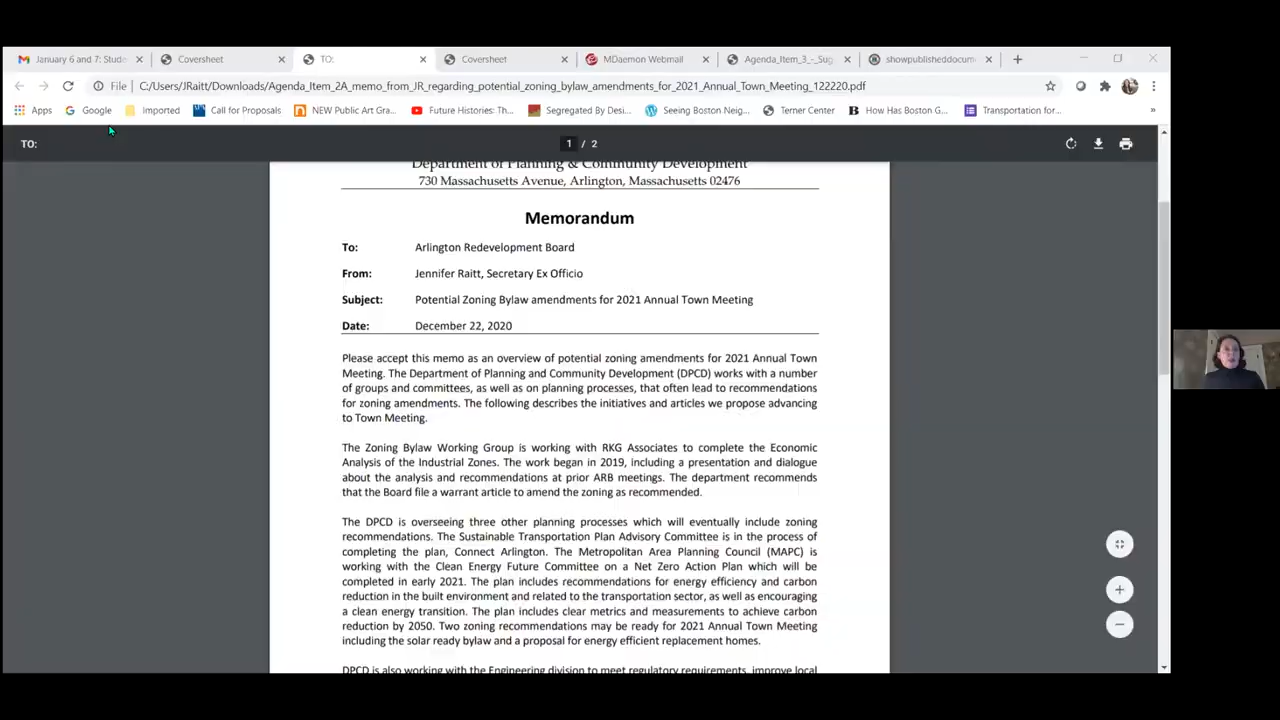 January 6 and 7: Stude
Coversheet
TO:
Coversheet
MDaemon Webmail
Agenda_Item_3_-_Sug
showpublisheddocum
File
C:/Users/JRaitt/Downloads/Agenda_Item_2A_memo_from_JR_regarding_potential_zoning_bylaw_amendments_for_2021_Annual_Town_Meeting_122220.pdf
Apps
Google
Imported
Call for Proposals
NEW Public Art Gra...
Future Histories: Th...
Segregated By Desi...
Seeing Boston Neig...
Terner Center
How Has Boston G...
Transportation for...
TO:
1 / 2
Department of Planning & Community Development
730 Massachusetts Avenue, Arlington, Massachusetts 02476
Memorandum
To: Arlington Redevelopment Board
From: Jennifer Raitt, Secretary Ex Officio
Subject: Potential Zoning Bylaw amendments for 2021 Annual Town Meeting
Date: December 22, 2020
Please accept this memo as an overview of potential zoning amendments for 2021 Annual Town
Meeting. The Department of Planning and Community Development (DPCD) works with a number
of groups and committees, as well as on planning processes, that often lead to recommendations
for zoning amendments. The following describes the initiatives and articles we propose advancing
to Town Meeting.
The Zoning Bylaw Working Group is working with RKG Associates to complete the Economic
Analysis of the Industrial Zones. The work began in 2019, including a presentation and dialogue
about the analysis and recommendations at prior ARB meetings. The department recommends
that the Board file a warrant article to amend the zoning as recommended.
The DPCD is overseeing three other planning processes which will eventually include zoning
recommendations. The Sustainable Transportation Plan Advisory Committee is in the process of
completing the plan, Connect Arlington. The Metropolitan Area Planning Council (MAPC) is
working with the Clean Energy Future Committee on a Net Zero Action Plan which will be
completed in early 2021. The plan includes recommendations for energy efficiency and carbon
reduction in the built environment and related to the transportation sector, as well as encouraging
a clean energy transition. The plan includes clear metrics and measurements to achieve carbon
reduction by 2050. Two zoning recommendations may be ready for 2021 Annual Town Meeting
including the solar ready bylaw and a proposal for energy efficient replacement homes.
DPCD is also working with the Engineering division to meet regulatory requirements, improve local